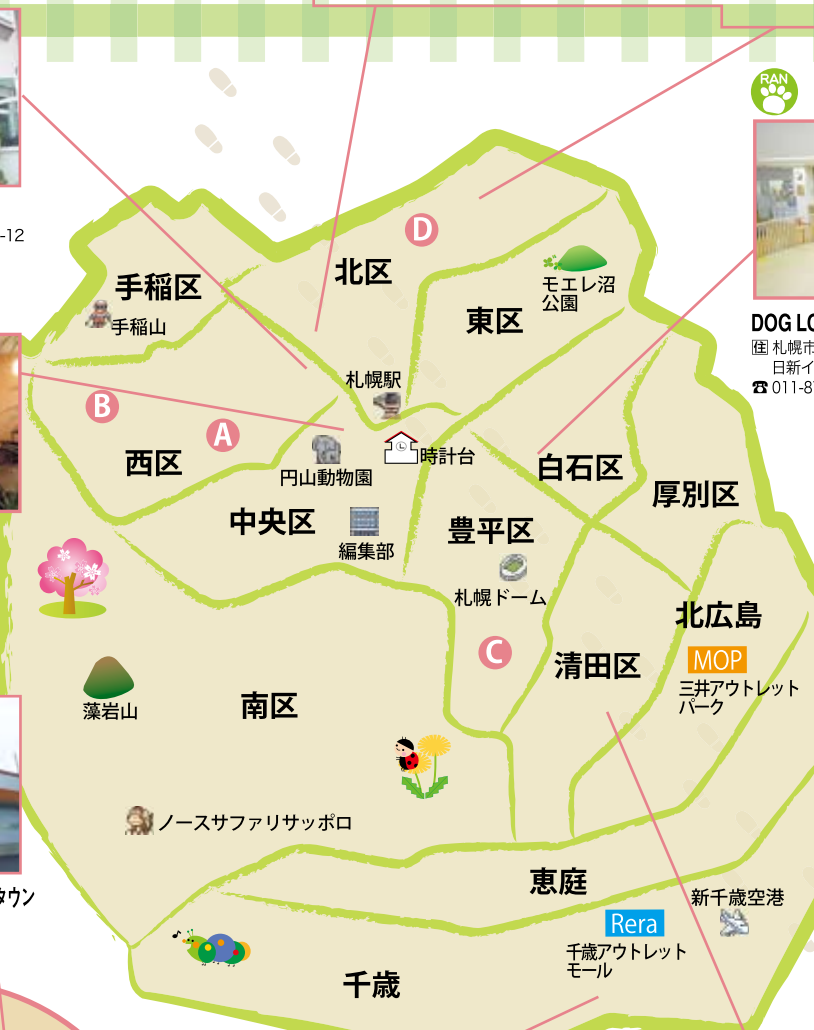 RAN
-12
D
北区
手稲区
手稲山
モエレ沼
公園
東区
DOG LO
住 札幌市
日新イ
☎ 011-8
札幌駅
B
A
時計台
西区
円山動物園
白石区
厚別区
中央区
編集部
豊平区
札幌ドーム
北広島
C
清田区
MOP
三井アウトレット
パーク
藻岩山
南区
ノースサファリサッポロ
恵庭
タウン
新千歳空港
Rera
千歳アウトレット
モール
千歳